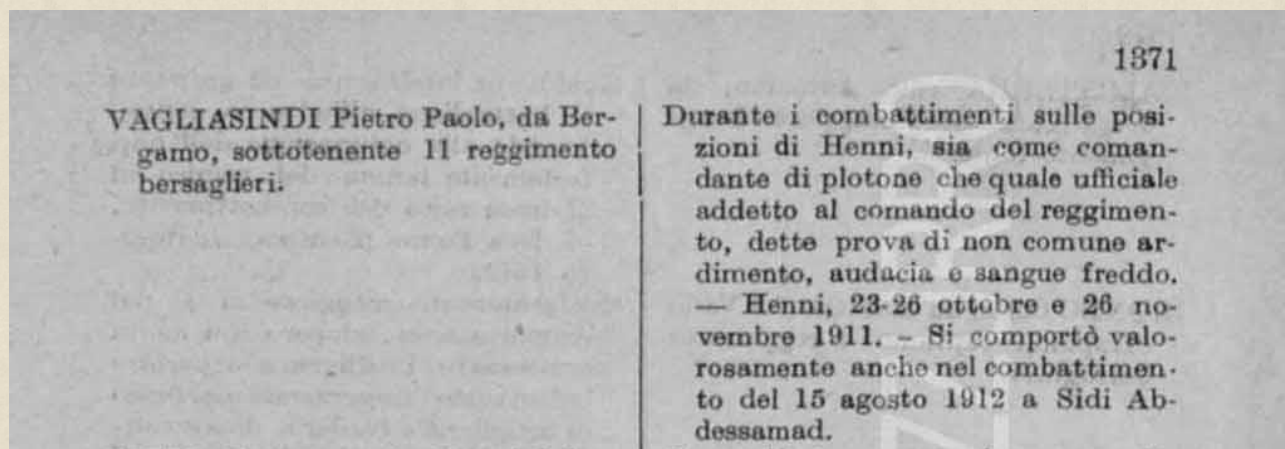 1371
VAGLIASINDI Pietro Paolo, da Ber-
gamo, sottotenente 11 reggimento
bersaglieri.
Durante i combattimenti sulle posi-
zioni di Henni, sia come coman-
dante di plotone che quale ufficiale
addetto al comando del reggimen-
to, dette prova di non comune ar-
dimento, audacia e sangue freddo.
— Henni, 23-26 ottobre e 26 no-
vembre 1911. – Si comportò valo-
rosamente anche nel combattimen-
to del 15 agosto 1912 a Sidi Ab-
dessamad.